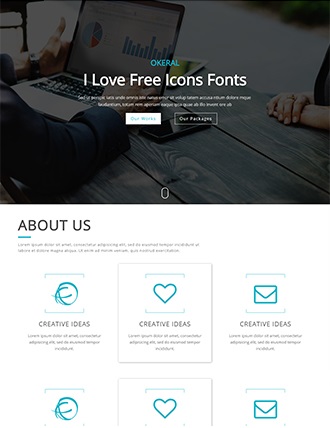 OKERAL
I Love Free Icons Fonts
Sed ut perspic iatis unde omnis iste natus error sit volup tatem accusa ntium dolore mque
laudantium, totam rem aperiam eaque ipsa quae ab illo invent ore ab
Our Works
Our Packages
ABOUT US
Lorem ipsum dolor sit amet, consectetur adipiscing elit, sed do eiusmod tempor incididunt ut
labore et dolore magna aliqua. Ut enim ad minim veniam, quis nostrud exercitation
CREATIVE IDEAS
CREATIVE IDEAS
CREATIVE IDEAS
Lorem ipsum dolor sit amet, consectetur
adipiscing elit, sed do eiusmod tempor
incididunt.
Lorem ipsum dolor sit amet, consectetur
adipiscing elit, sed do eiusmod tempor
incididunt.
Lorem ipsum dolor sit amet, consectetur
adipiscing elit, sed do eiusmod tempor
incididunt.